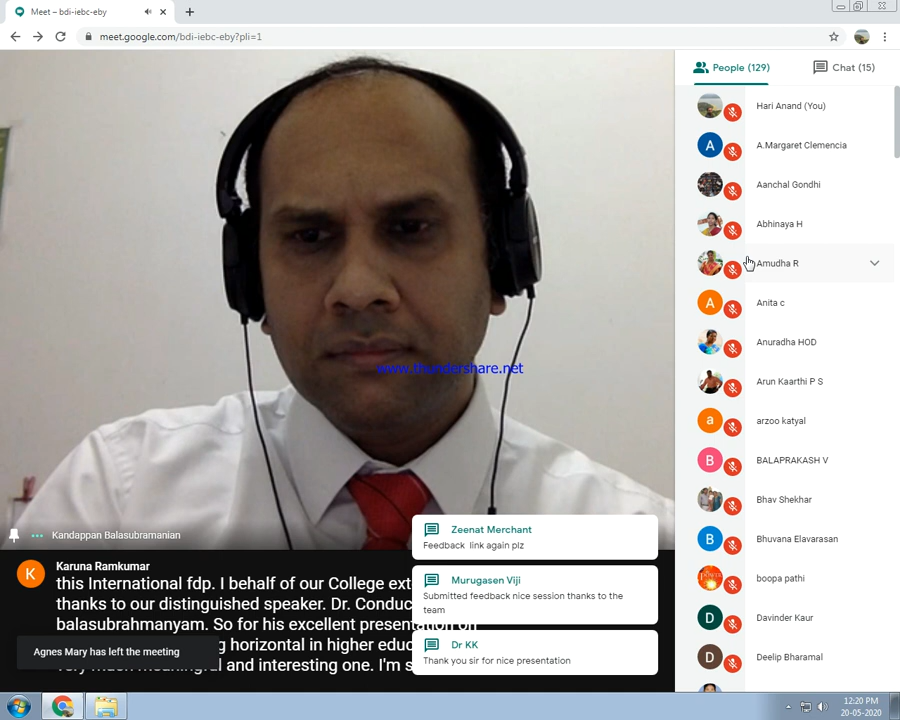 Meet – bdi-iebc-eby
meet.google.com/bdi-iebc-eby?pli=1
People (129)
Chat (15)
Hari Anand (You)
A.Margaret Clemencia
Aanchal Gondhi
Abhinaya H
Amudha R
Anita c
Anuradha HOD
Arun Kaarthi P S
arzoo katyal
BALAPRAKASH V
Bhav Shekhar
Bhuvana Elavarasan
boopa pathi
Davinder Kaur
Deelip Bharamal
A
A
a
B
B
D
D
www.thundershare.net
Kandappan Balasubramanian
K
Karuna Ramkumar
this International fdp. I behalf of our College ext
thanks to our distinguished speaker. Dr. Conduc
balasubrahmanyam. So for his excellent presentation on
horizontal in higher educ
and interesting one. I'm s
Agnes Mary has left the meeting
Zeenat Merchant
Feedback link again plz
Murugasen Viji
Submitted feedback nice session thanks to the
team
Dr KK
Thank you sir for nice presentation
12:20 PM
20-05-2020